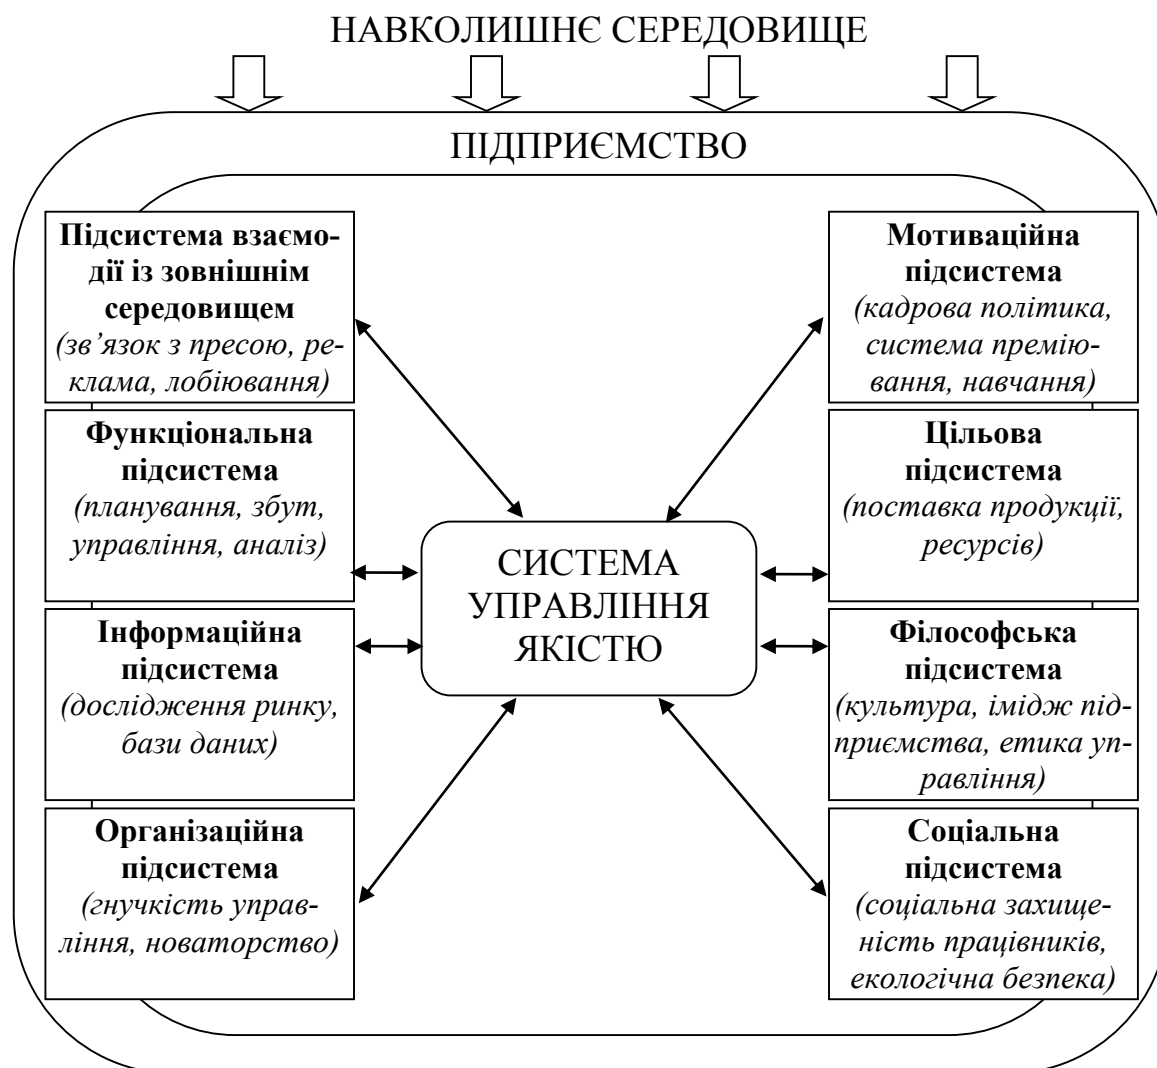 НАВКОЛИШНЄ СЕРЕДОВИЩЕ
ПІДПРИЄМСТВО
Підсистема взаємо-
дії із зовнішнім
середовищем
(зв’язок з пресою, ре-
клама, лобіювання)
Функціональна
підсистема
(планування, збут,
управління, аналіз)
Інформаційна
підсистема
(дослідження ринку,
бази даних)
Організаційна
підсистема
(гнучкість управ-
ління, новаторство)
СИСТЕМА
УПРАВЛІННЯ
ЯКІСТЮ
Мотиваційна
підсистема
(кадрова політика,
система премію-
вання, навчання)
Цільова
підсистема
(поставка продукції,
ресурсів)
Філософська
підсистема
(культура, імідж під-
приємства, етика уп-
равління)
Соціальна
підсистема
(соціальна захище-
ність працівників,
екологічна безпека)